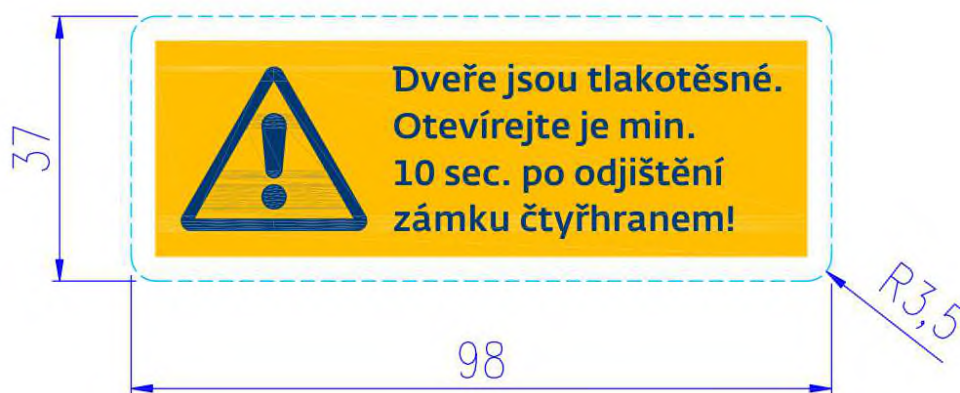 Dveře jsou tlakotěsné.
Otevírejte je min.
10 sec. po odjištění
zámku čtyřhranem!
37
98
R3,5